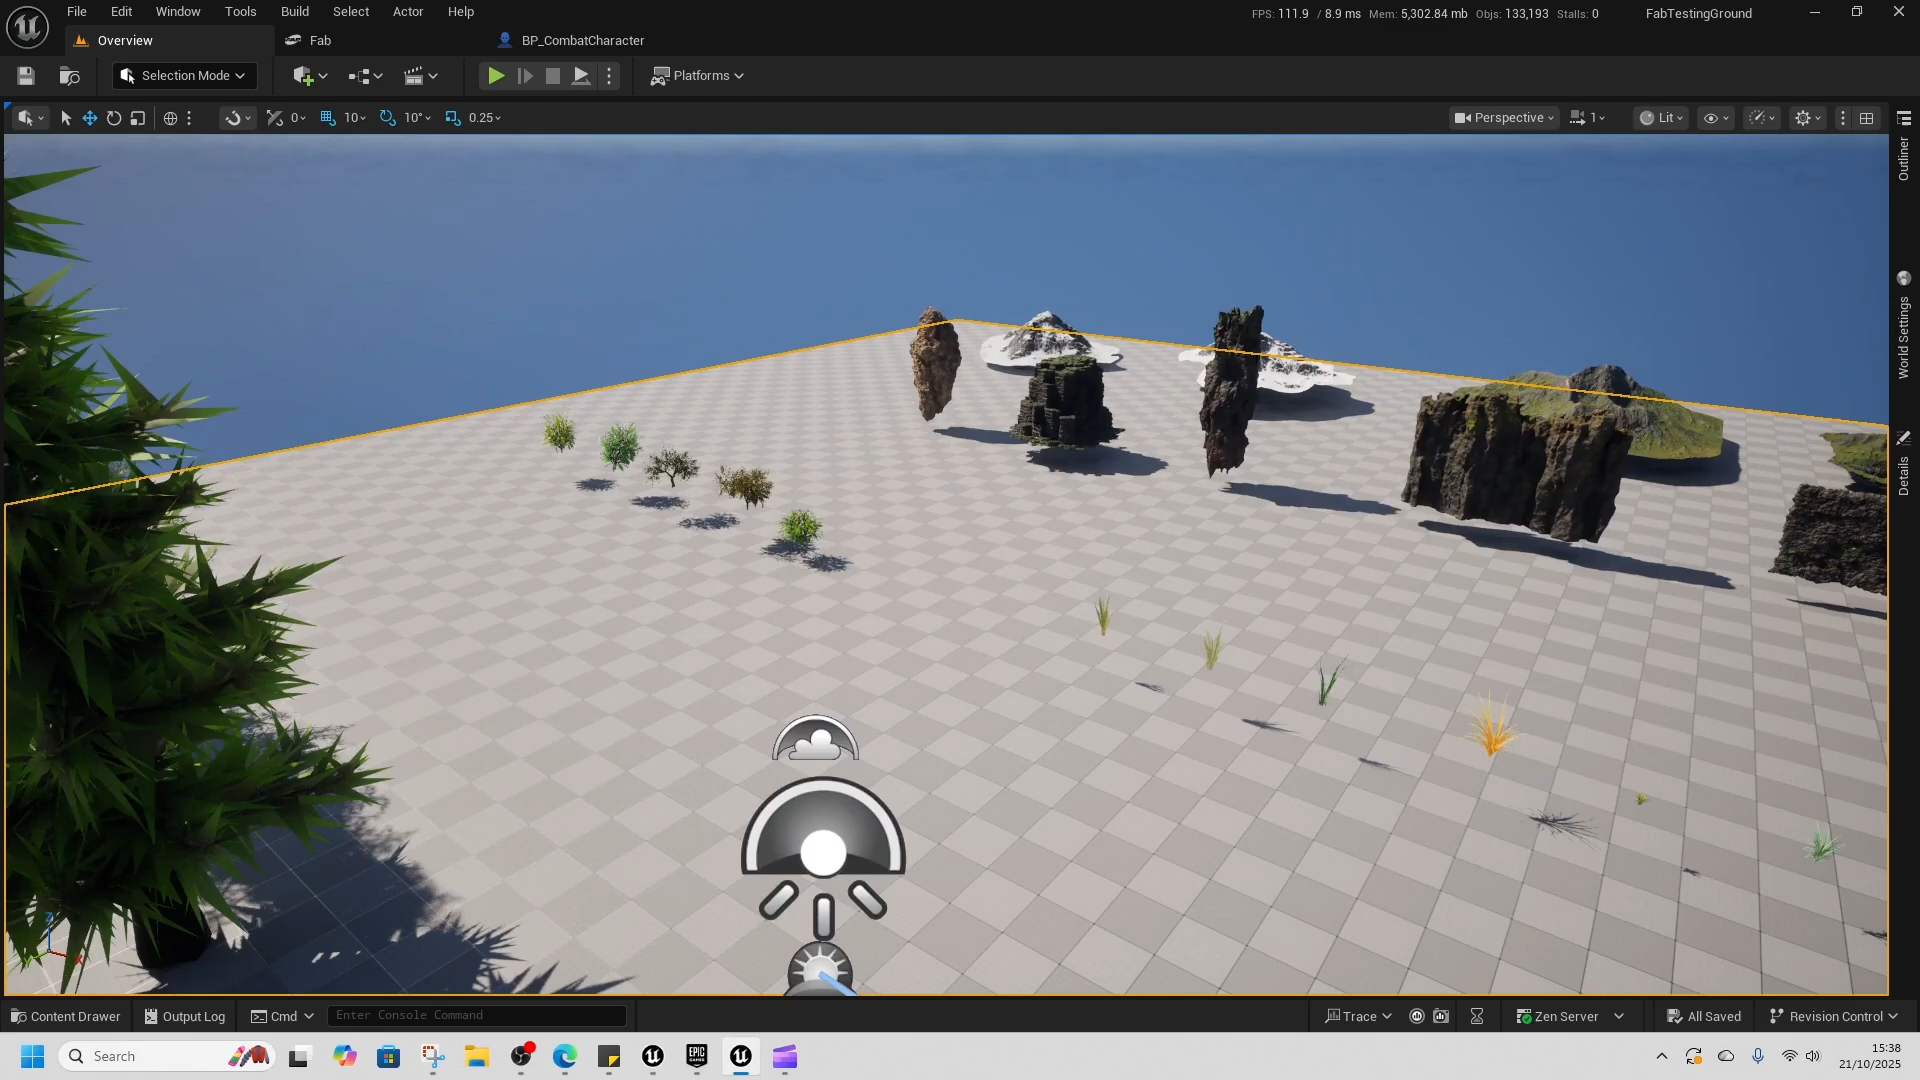 File Edit Window Tools Build Select Actor Help
FPS: 111.9 / 8.9 ms Mem: 5,302.84 mb Objs: 133,193 Stalls: 0 FabTestingGround
Overview Fab BP_CombatCharacter
Selection Mode Platforms
0 10 10° 0.25 Perspective 1 Lit
Outliner
World Settings
Details
Z
X
Content Drawer Output Log Cmd Enter Console Command Trace Zen Server All Saved Revision Control
Search EPIC GAMES 15:38
21/10/2025